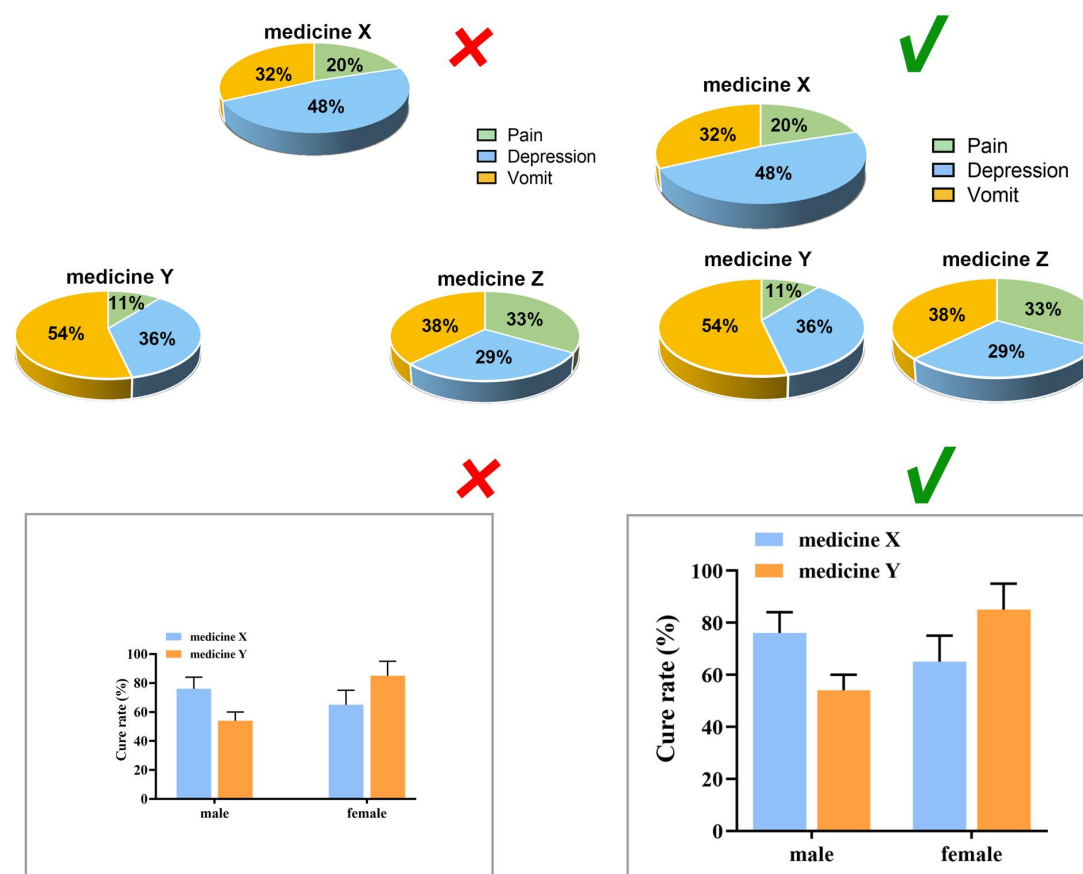 medicine X
20%
32%
48%
Pain
Depression
Vomit
medicine Y
11%
54%
36%
medicine Z
38%
33%
29%
medicine X
32%
20%
48%
Pain
Depression
Vomit
medicine Y
11%
54%
36%
medicine Z
38%
33%
29%
medicine X
medicine Y
Cure rate (%)
100
80
60
40
20
0
male
female
medicine X
medicine Y
Cure rate (%)
100
80
60
40
20
0
male
female